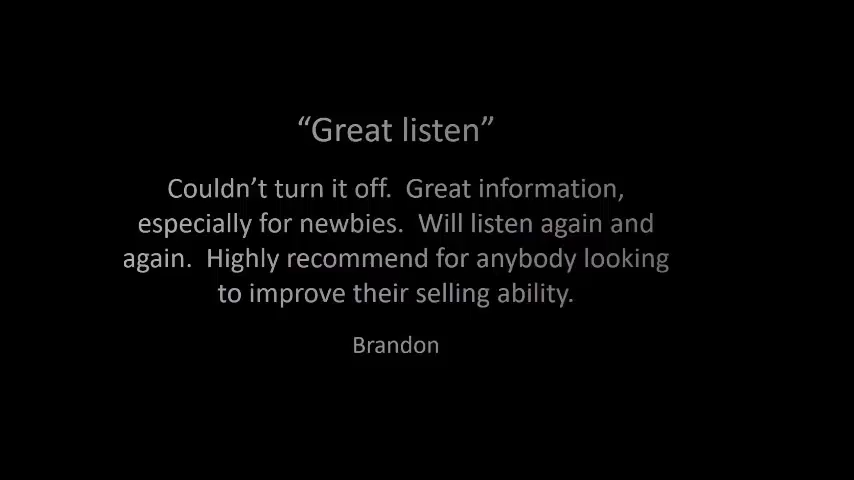 “Great listen”
Couldn’t turn it off.  Great information,
especially for newbies.  Will listen again and
again.  Highly recommend for anybody looking
to improve their selling ability.
Brandon